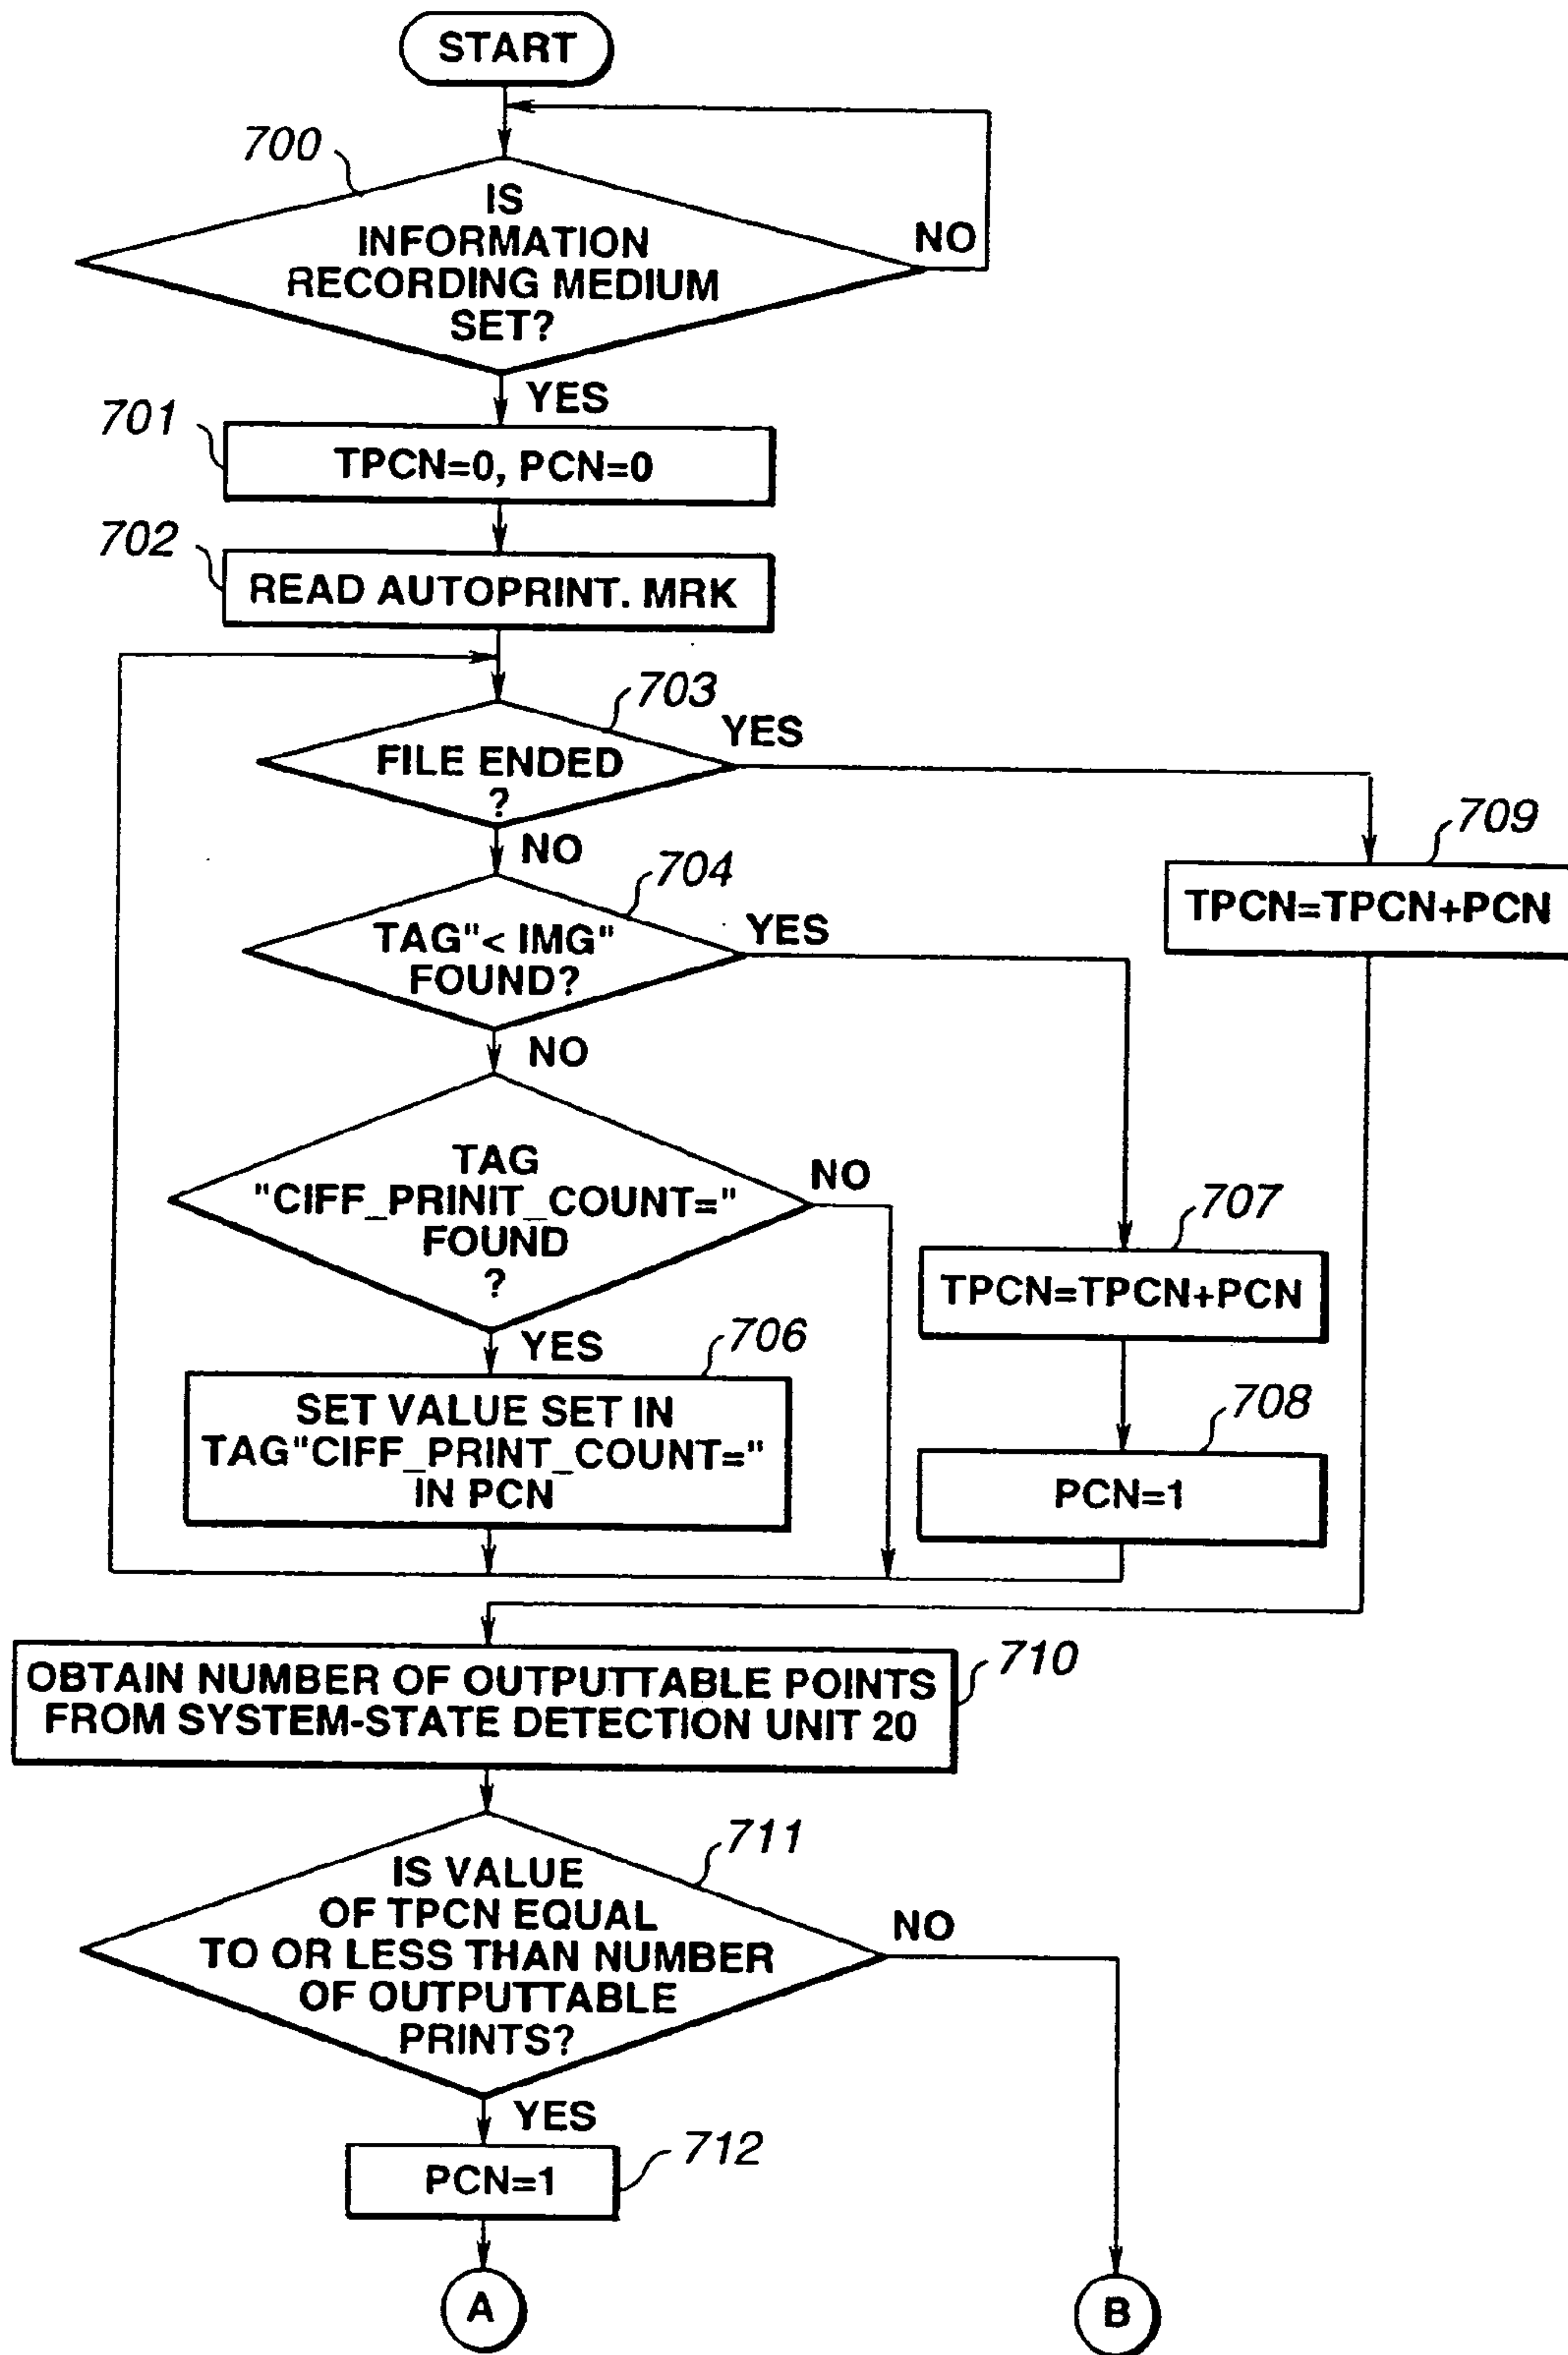 START
700
IS
INFORMATION
RECORDING MEDIUM
SET?
NO
YES
701
TPCN=0, PCN=0
702
READ AUTOPRINT. MRK
703
FILE ENDED
?
YES
NO
704
TAG"< IMG"
FOUND?
YES
709
TPCN=TPCN+PCN
NO
TAG
"CIFF_PRINIT_COUNT="
FOUND
?
NO
707
TPCN=TPCN+PCN
YES
706
SET VALUE SET IN
TAG"CIFF_PRINT_COUNT="
IN PCN
708
PCN=1
OBTAIN NUMBER OF OUTPUTTABLE POINTS
FROM SYSTEM-STATE DETECTION UNIT 20
710
711
IS VALUE
OF TPCN EQUAL
TO OR LESS THAN NUMBER
OF OUTPUTTABLE
PRINTS?
NO
YES
712
PCN=1
A
B